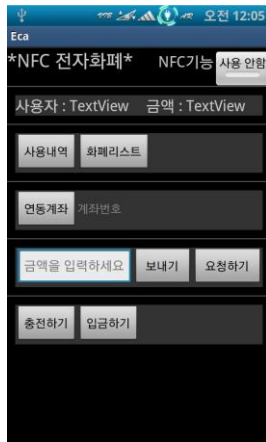 오전 12:05
Eca
*NFC 전자화폐* NFC기능 사용 안함
사용자 : TextView 금액 : TextView
사용내역 화폐리스트
연동계좌 계좌번호
금액을 입력하세요 보내기 요청하기
충전하기 입금하기